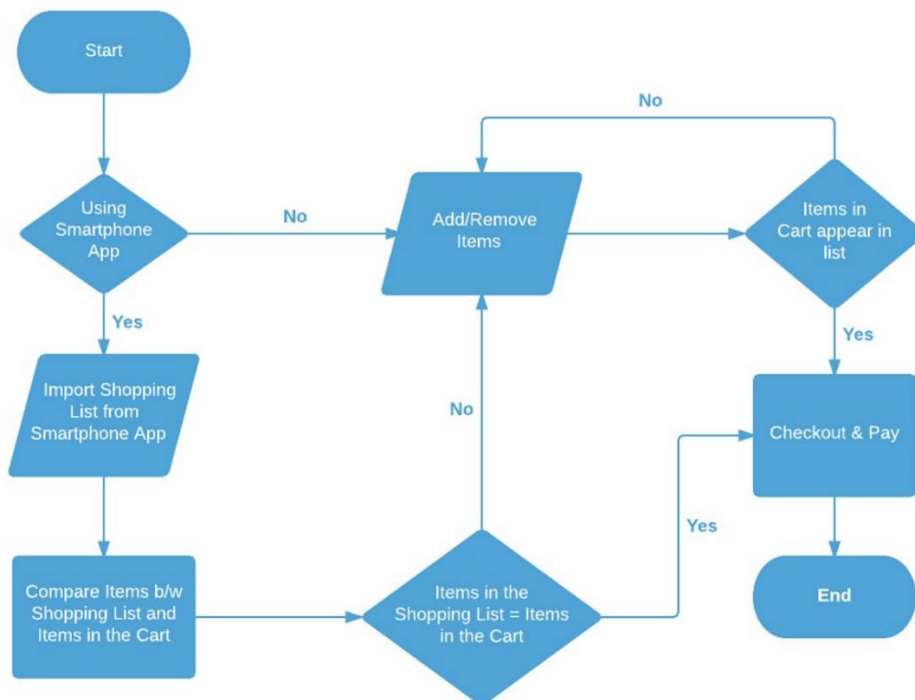 Start
No
Using
Smartphone
App
No
Add/Remove
Items
Items in
Cart appear in
list
Yes
Yes
Import Shopping
List from
Smartphone App
No
Checkout & Pay
Yes
Compare Items b/w
Shopping List and
Items in the Cart
Items in the
Shopping List = Items
in the Cart
End